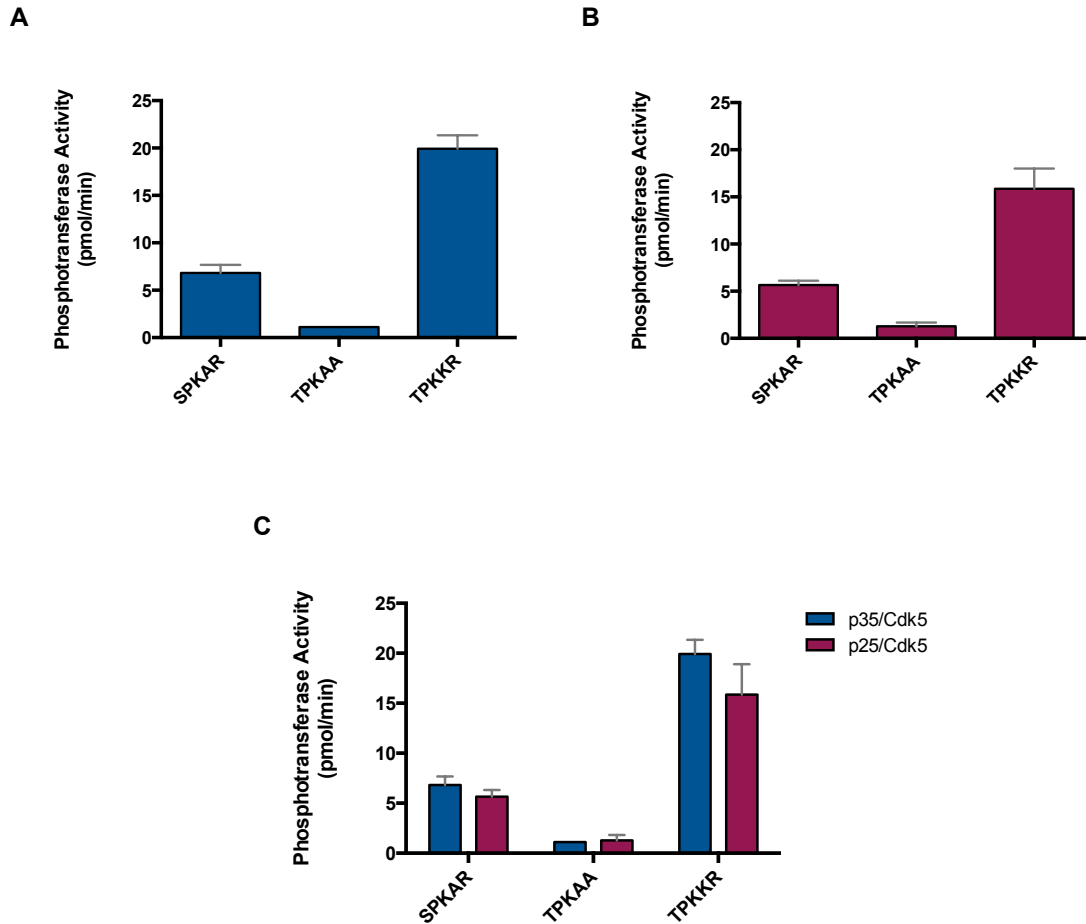 A
Phosphotransferase Activity
(pmol/min)
25
20
15
10
5
0
SPKAR
TPKAA
TPKKR
B
Phosphotransferase Activity
(pmol/min)
25
20
15
10
5
0
SPKAR
TPKAA
TPKKR
C
Phosphotransferase Activity
(pmol/min)
25
20
15
10
5
0
SPKAR
TPKAA
TPKKR
p35/Cdk5
p25/Cdk5